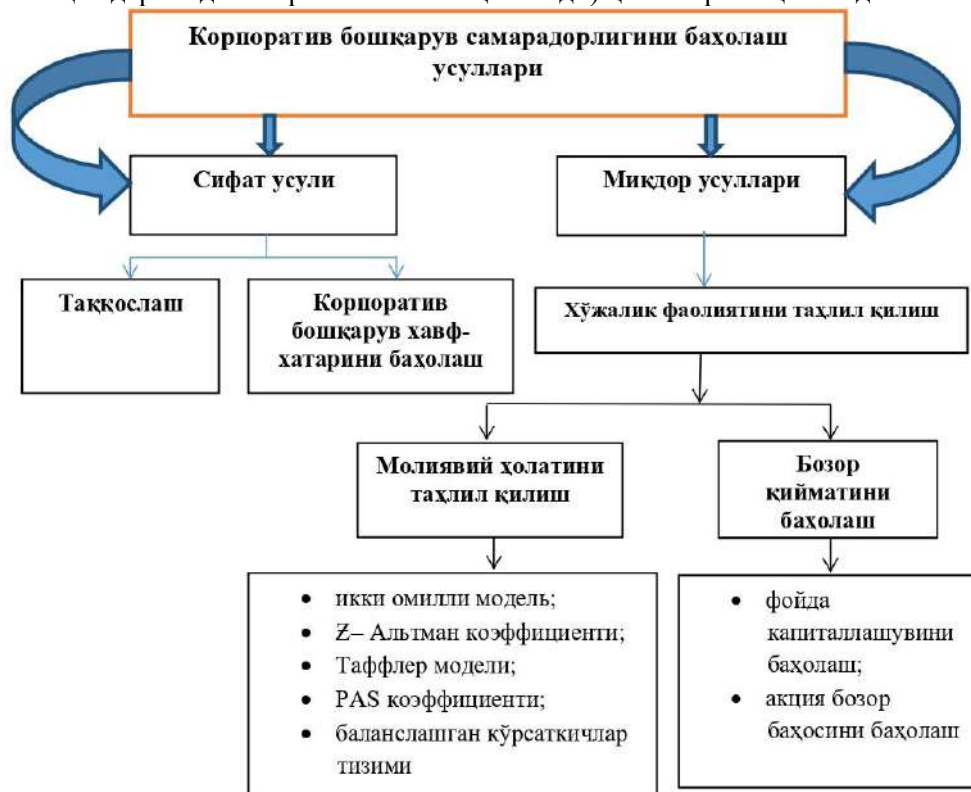 Корпоратив бошқарув самарадорлигини баҳолаш
усуллари
Сифат усули
Миқдор усуллари
Таққослаш
Корпоратив
бошқарув хавф-
хатарини баҳолаш
Хўжалик фаолиятини таҳлил қилиш
Молиявий ҳолатини
таҳлил қилиш
Бозор
қийматини
баҳолаш
• икки омилли модель;
• Ƶ– Альтман коэффициенти;
• Таффлер модели;
• PAS коэффициенти;
• баланслашган кўрсаткичлар
тизими
• фойда
капиталлашувини
баҳолаш;
• акция бозор
баҳосини баҳолаш